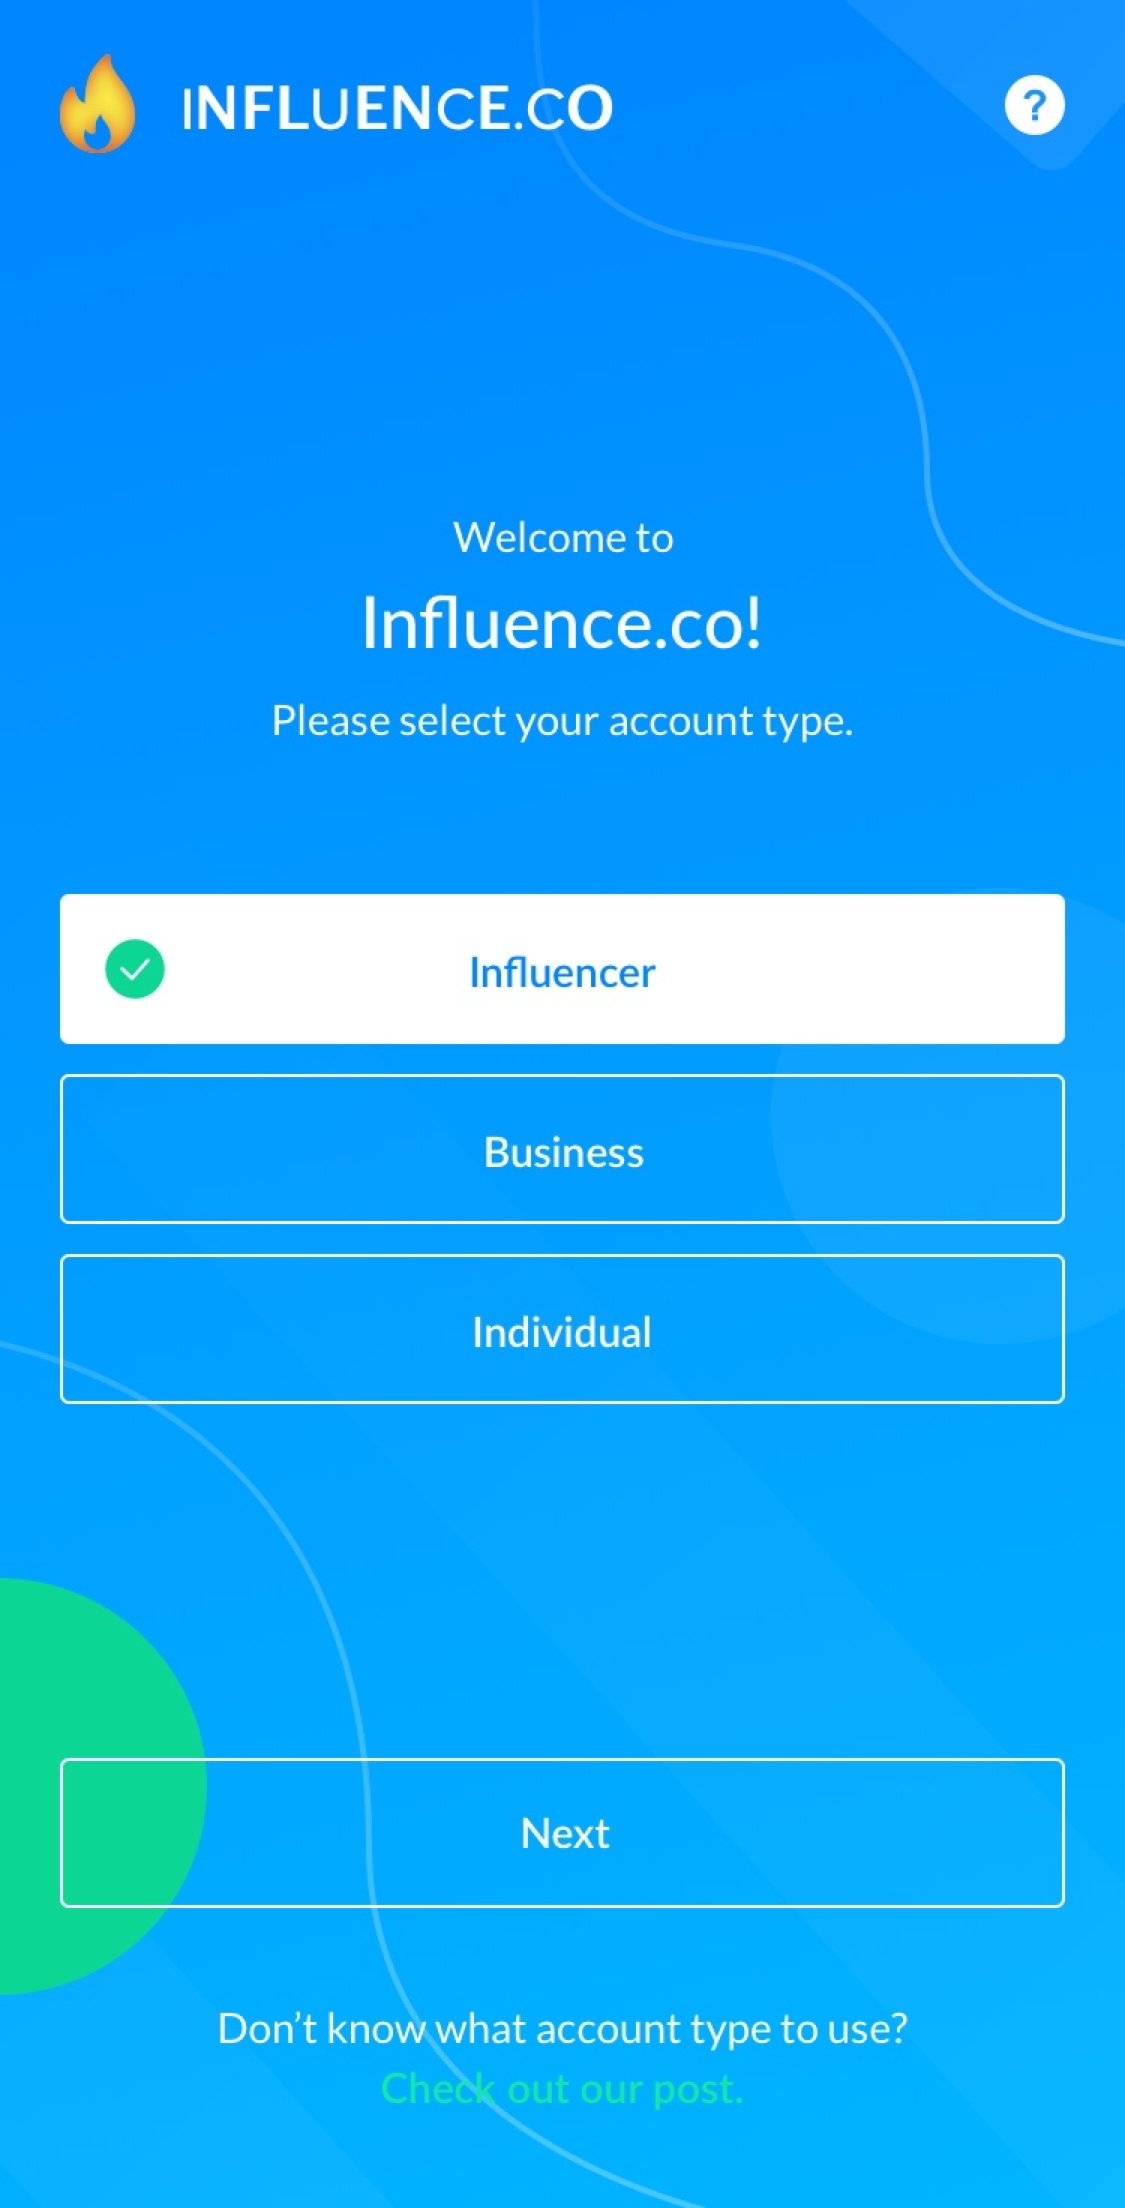 INFLUENCE.CO
?
Welcome to
Influence.co!
Please select your account type.
Influencer
Business
Individual
Next
Don’t know what account type to use?
Check out our post.